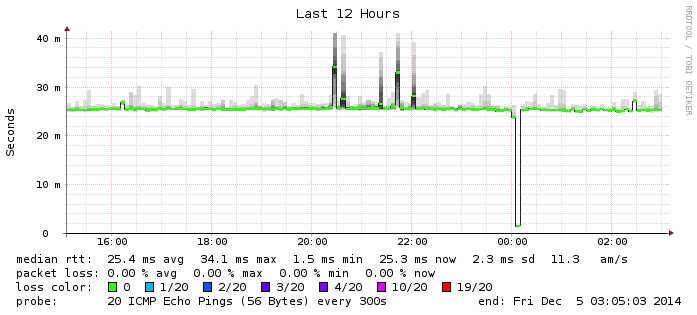 Last 12 Hours
RRDTOOL / TOBI OETIKER
Seconds
40 m
30 m
20 m
10 m
0
16:00 18:00 20:00 22:00 00:00 02:00
median rtt: 25.4 ms avg 34.1 ms max 1.5 ms min 25.3 ms now 2.3 ms sd 11.3 am/s
packet loss: 0.00 % avg 0.00 % max 0.00 % min 0.00 % now
loss color: 0 1/20 2/20 3/20 4/20 10/20 19/20
probe: 20 ICMP Echo Pings (56 Bytes) every 300s end: Fri Dec 5 03:05:03 2014